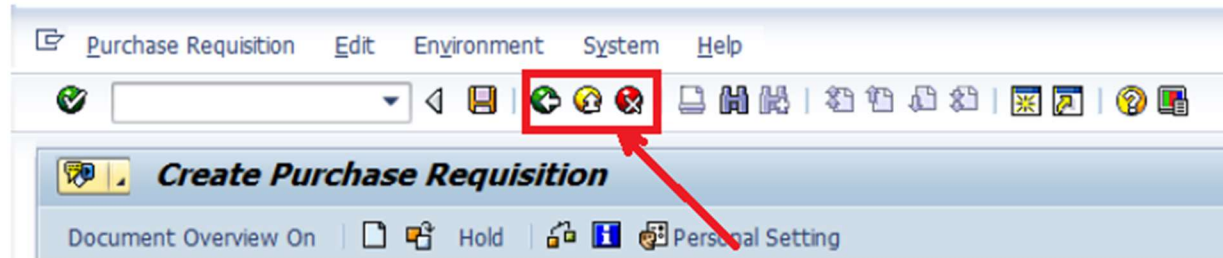 Purchase Requisition Edit Environment System Help
Create Purchase Requisition
Document Overview On Hold Personal Setting